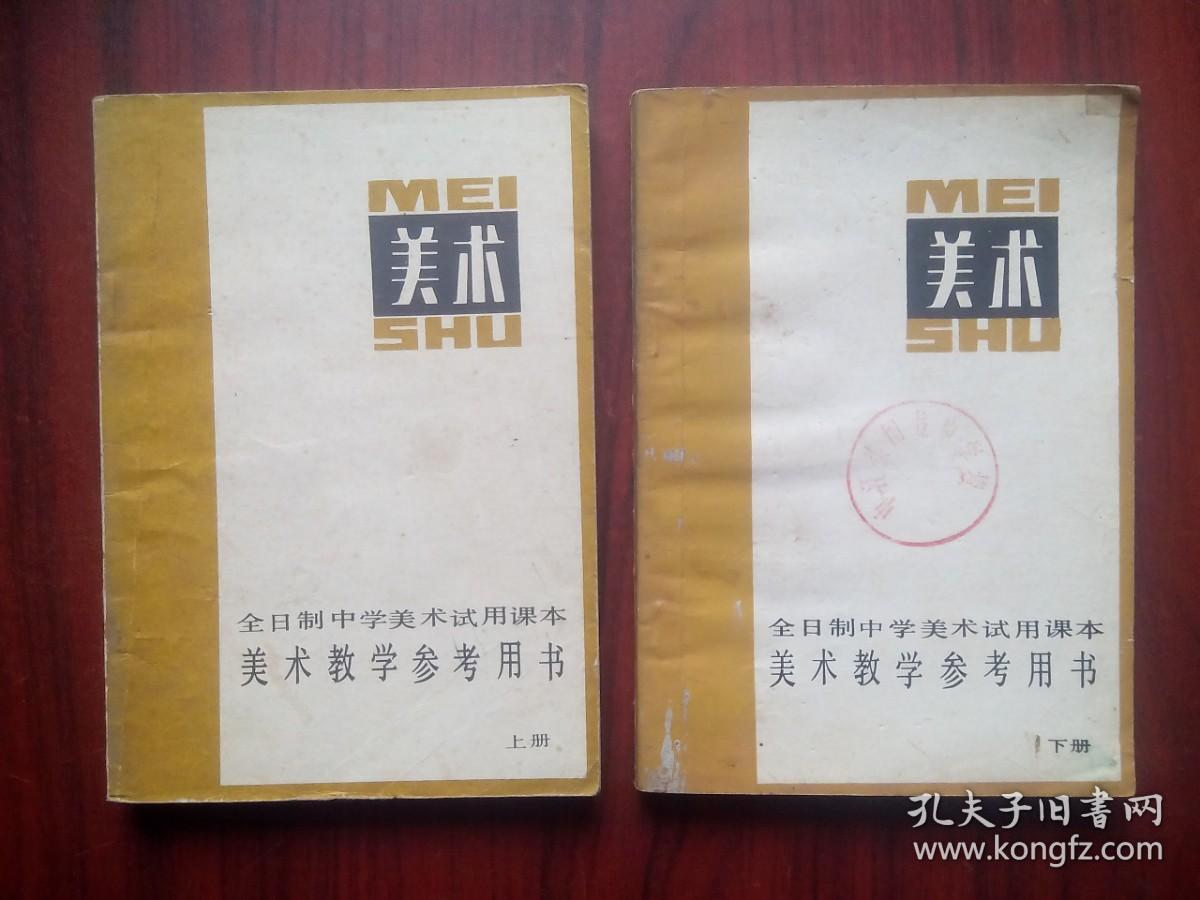 MEI
美术
SHU
全日制中学美术试用课本
美术教学参考用书
上册
MEI
美术
SHU
全日制中学美术试用课本
美术教学参考用书
下册
孔夫子旧书网
www.kongfz.com